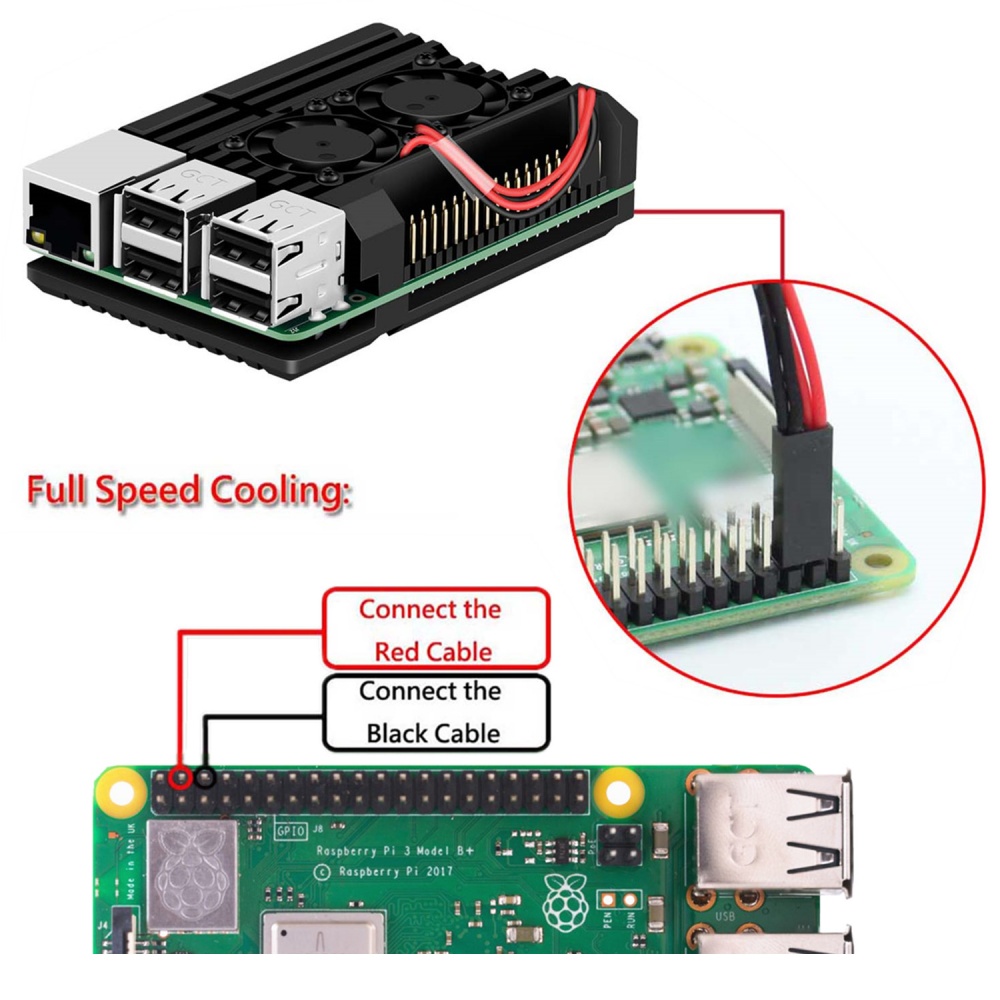 GCT
GCT
Full Speed Cooling:
Connect the
Red Cable
Connect the
Black Cable
GPIO J8
Raspberry Pi 3 Model B+
© Raspberry Pi 2017
Made in the UK
J4
PoE
PEN
RUN
GCT
USB